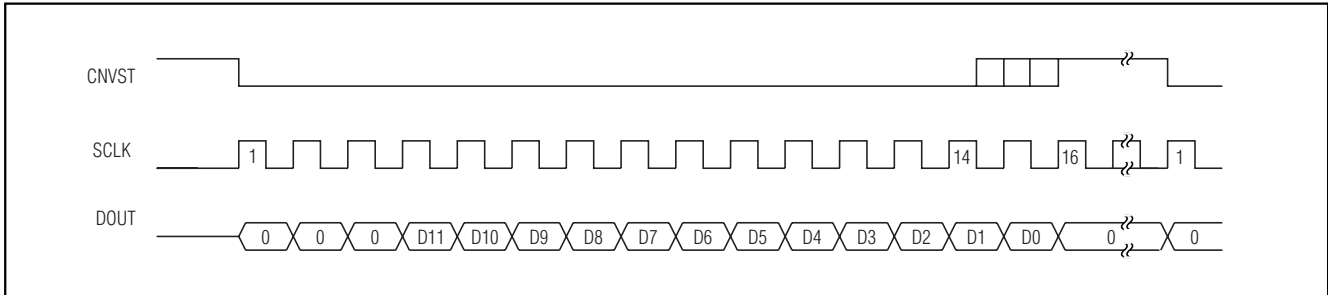 CNVST
SCLK 1 14 16 1
DOUT 0 0 0 D11 D10 D9 D8 D7 D6 D5 D4 D3 D2 D1 D0 0 0